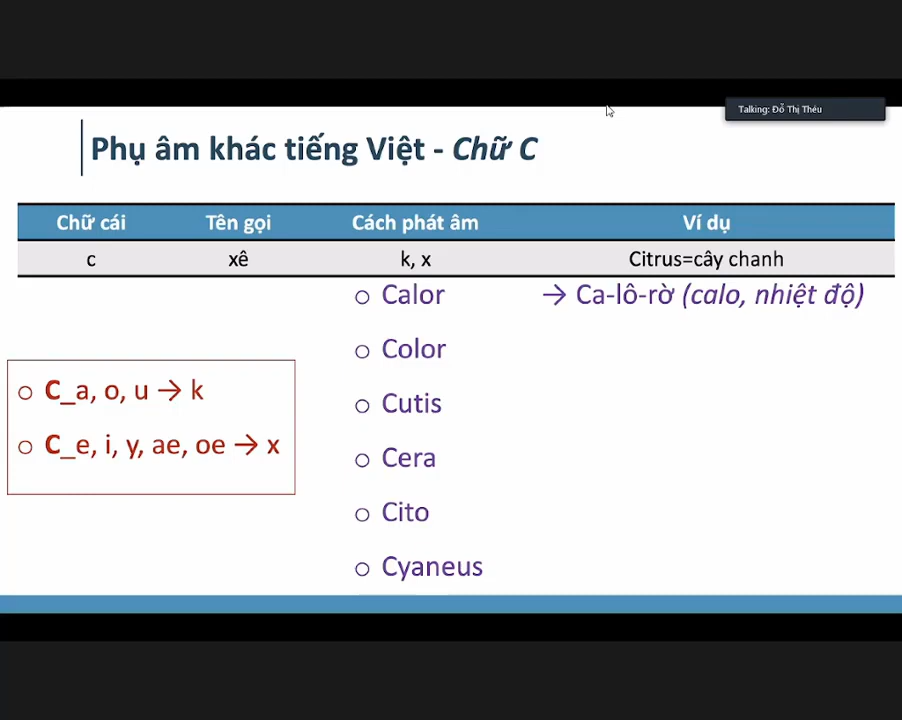 Talking: Đỗ Thị Théu
Phụ âm khác tiếng Việt - Chữ C
Chữ cái Tên gọi Cách phát âm Ví dụ
c xê k, x Citrus=cây chanh
o Calor → Ca-lô-rờ (calo, nhiệt độ)
o Color
o C_a, o, u → k
o Cutis
o C_e, i, y, ae, oe → x
o Cera
o Cito
o Cyaneus